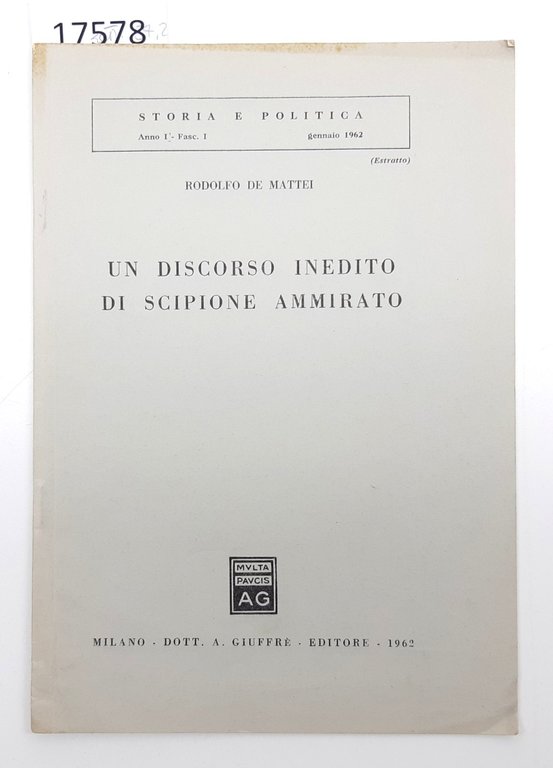 17578
STORIA E POLITICA
Anno I - Fasc. I gennaio 1962
(Estratto)
RODOLFO DE MATTEI
UN DISCORSO INEDITO
DI SCIPIONE AMMIRATO
MVLTA
PAVCIS
AG
MILANO - DOTT. A. GIUFFRÈ - EDITORE - 1962